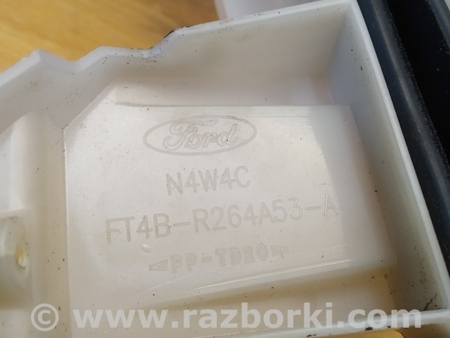 Ford
N4W4C
FT4B-R264A53-A
>PP-TD20<
www.razborki.com